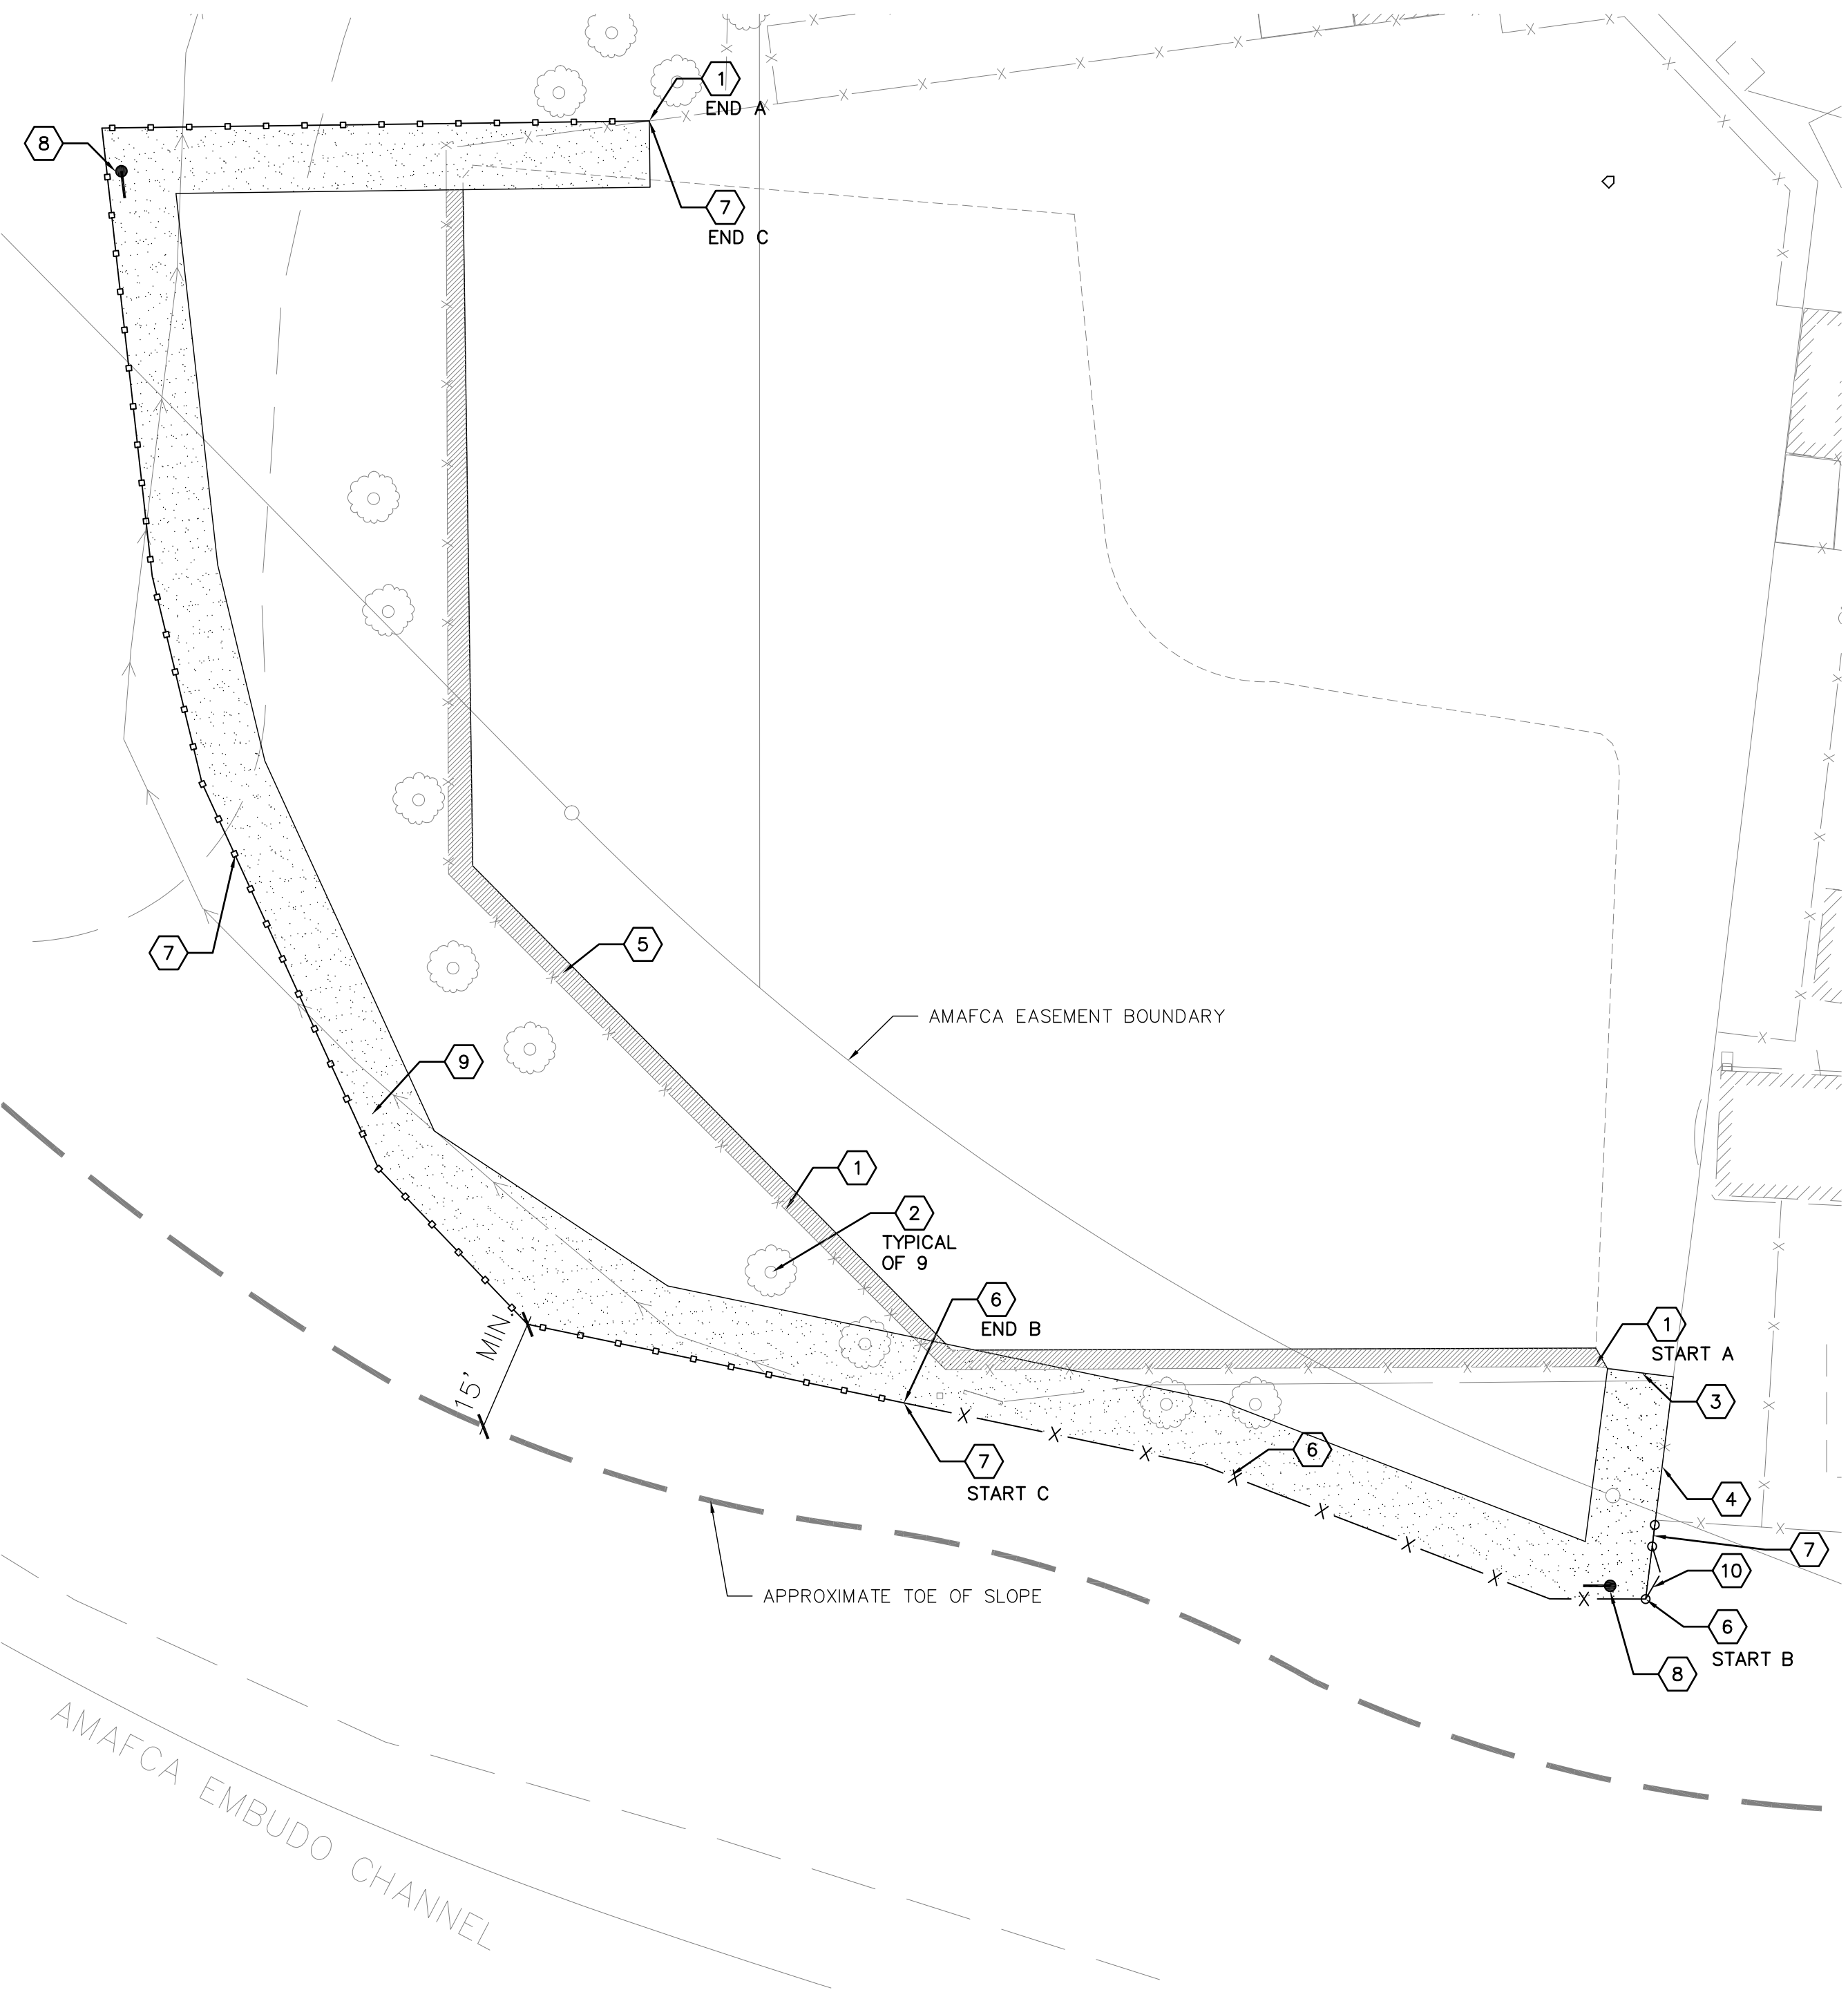 1
END A
8
7
END C
5
7
AMAFCA EASEMENT BOUNDARY
9
1
2
TYPICAL
OF 9
6
END B
1
START A
15' MIN.
3
6
7
START C
4
7
10
APPROXIMATE TOE OF SLOPE
6
START B
8
AMAFCA EMBUDO CHANNEL